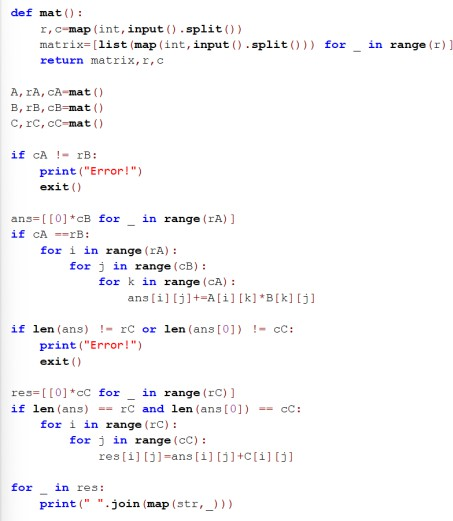 def mat():
    r,c=map(int,input().split())
    matrix=[list(map(int,input().split())) for _ in range(r)]
    return matrix,r,c

A,rA,cA=mat()
B,rB,cB=mat()
C,rC,cC=mat()

if cA != rB:
    print("Error!")
    exit()

ans=[[0]*cB for _ in range(rA)]
if cA ==rB:
    for i in range(rA):
        for j in range(cB):
            for k in range(cA):
                ans[i][j]+=A[i][k]*B[k][j]

if len(ans) != rC or len(ans[0]) != cC:
    print("Error!")
    exit()

res=[[0]*cC for _ in range(rC)]
if len(ans) == rC and len(ans[0]) == cC:
    for i in range(rC):
        for j in range(cC):
            res[i][j]=ans[i][j]+C[i][j]

for _ in res:
    print(" ".join(map(str,_)))